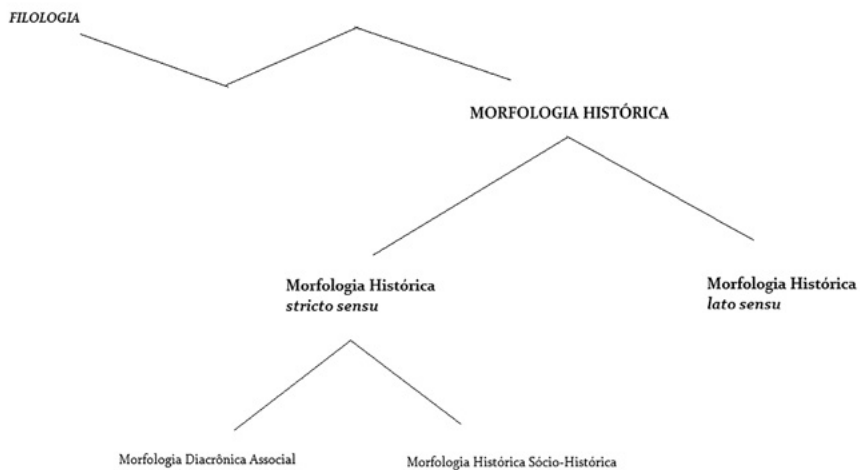 FILOLOGIA
MORFOLOGIA HISTÓRICA
Morfologia Histórica
stricto sensu
Morfologia Histórica
lato sensu
Morfologia Diacrônica Associal
Morfologia Histórica Sócio-Histórica